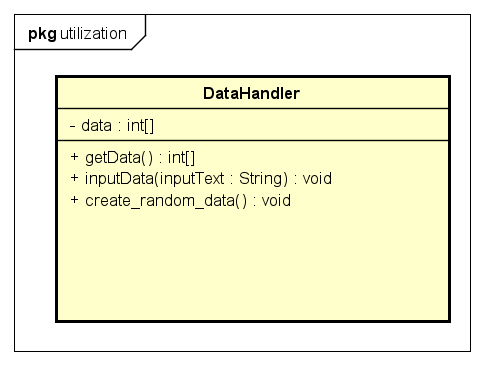 pkg utilization
DataHandler
- data : int[]
+ getData() : int[]
+ inputData(inputText : String) : void
+ create_random_data() : void